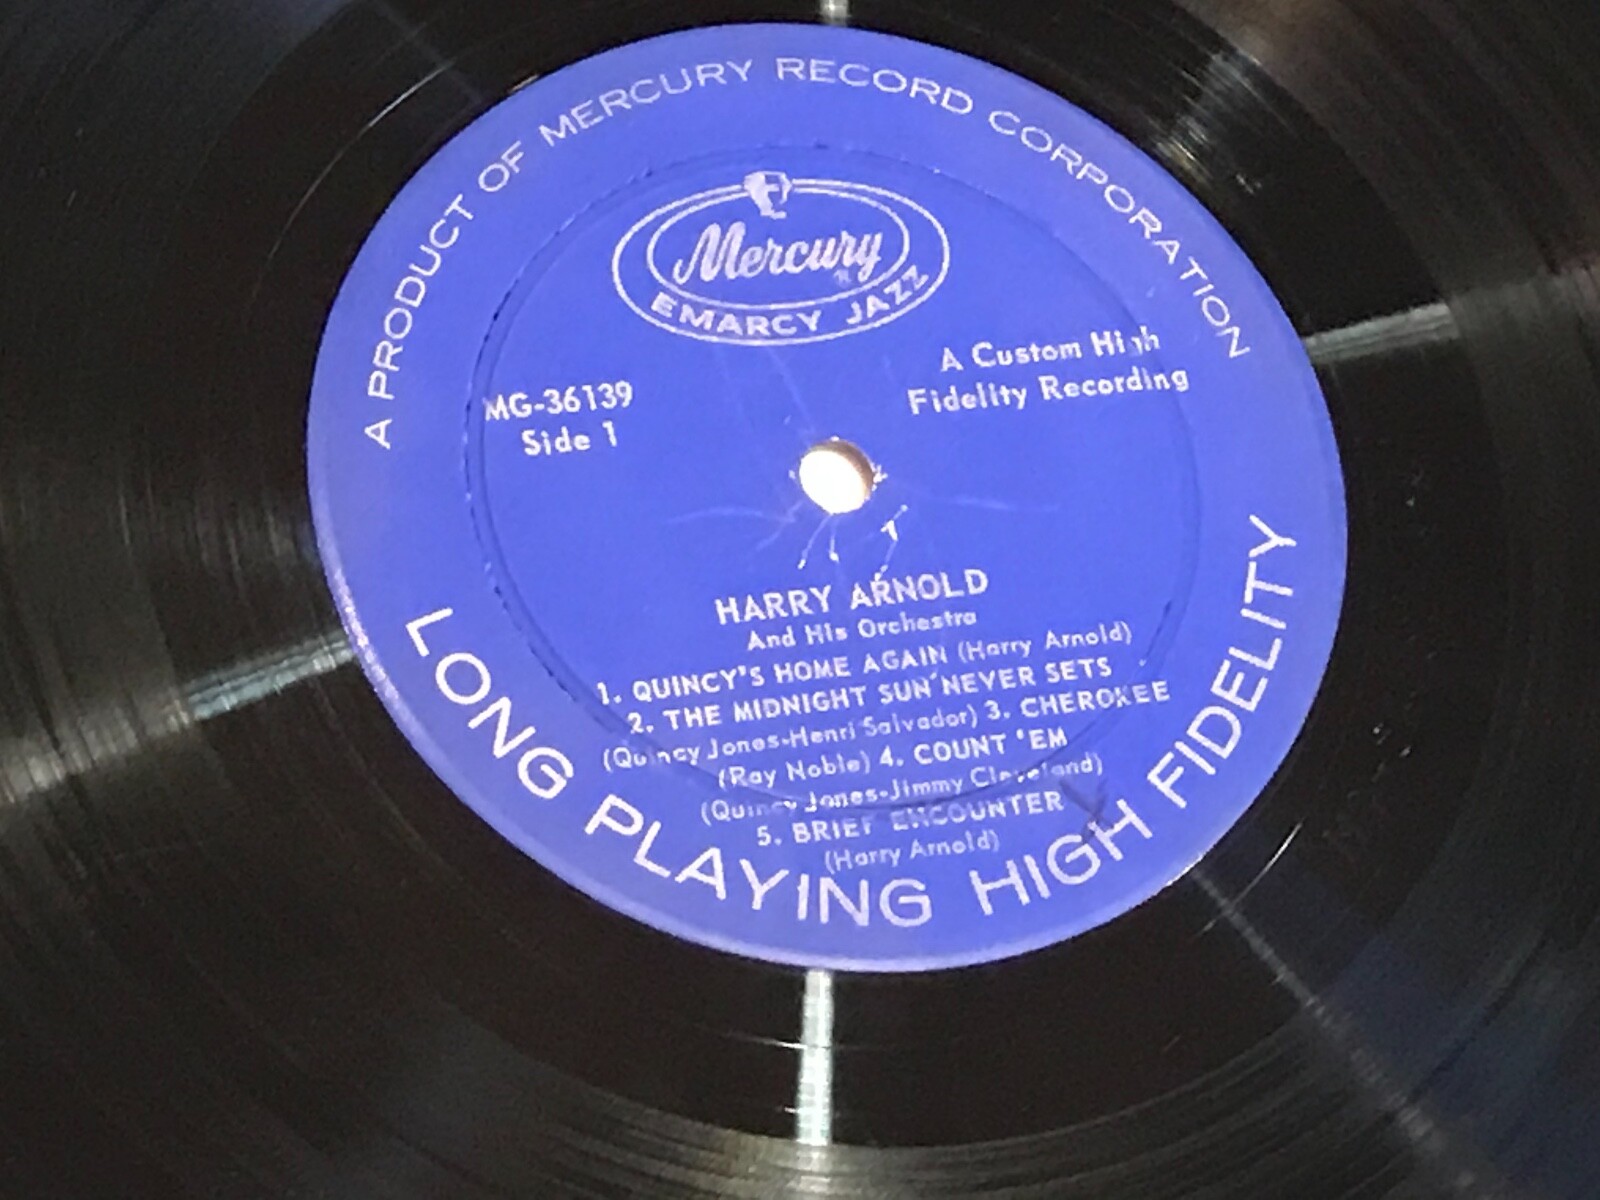 A PRODUCT OF MERCURY RECORD CORPORATION
Mercury
®
EMARCY JAZZ
A Custom High
Fidelity Recording
MG-36139
Side 1
HARRY ARNOLD
And His Orchestra
1. QUINCY'S HOME AGAIN (Harry Arnold)
2. THE MIDNIGHT SUN NEVER SETS
(Quincy Jones-Henri Salvador) 3. CHEROKEE
(Ray Noble) 4. COUNT 'EM
(Quincy Jones-Jimmy Cleveland)
5. BRIEF ENCOUNTER
(Harry Arnold)
LONG PLAYING HIGH FIDELITY